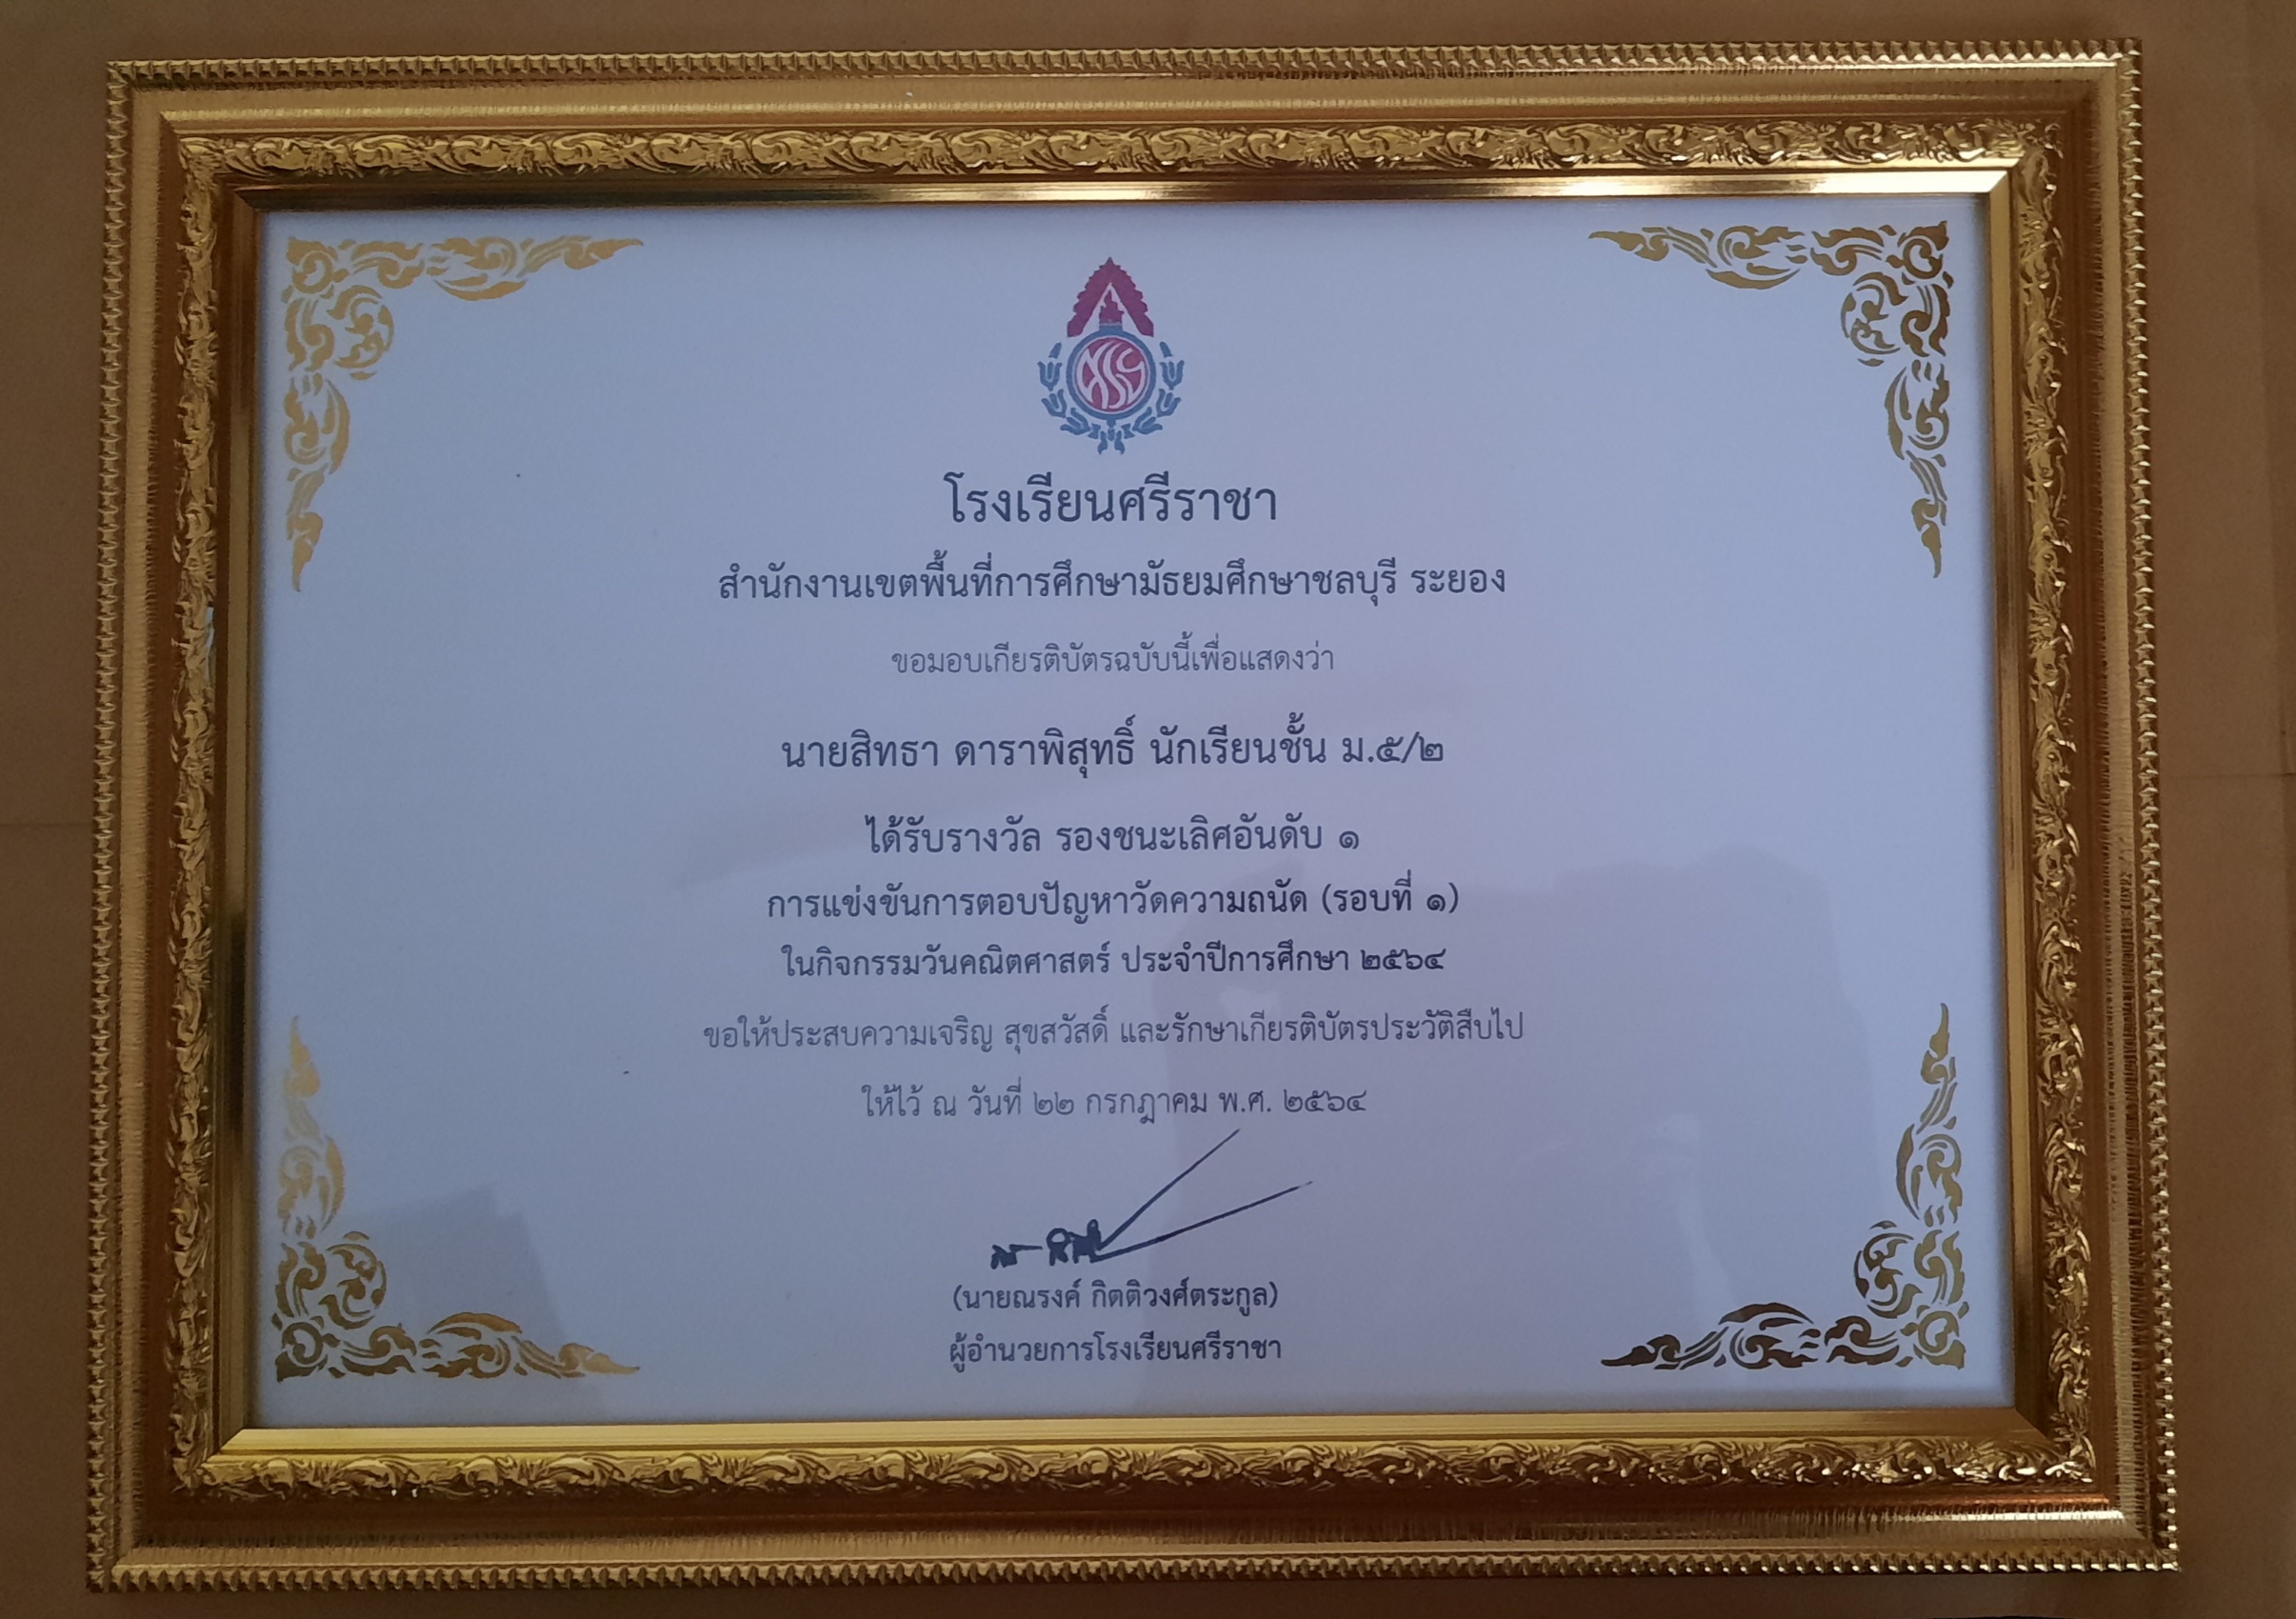 โรงเรียนศรีราชา
สำนักงานเขตพื้นที่การศึกษามัธยมศึกษาชลบุรี ระยอง
ขอมอบเกียรติบัตรฉบับนี้เพื่อแสดงว่า
นายสิทธา ดาราพิสุทธิ์ นักเรียนชั้น ม.๕/๒
ได้รับรางวัล รองชนะเลิศอันดับ ๑
การแข่งขันการตอบปัญหาวัดความถนัด (รอบที่ ๑)
ในกิจกรรมวันคณิตศาสตร์ ประจำปีการศึกษา ๒๕๖๔
ขอให้ประสบความเจริญ สุขสวัสดิ์ และรักษาเกียรติบัตรประวัติสืบไป
ให้ไว้ ณ วันที่ ๒๒ กรกฎาคม พ.ศ. ๒๕๖๔
(นายณรงค์ กิตติวงศ์ตระกูล)
ผู้อำนวยการโรงเรียนศรีราชา